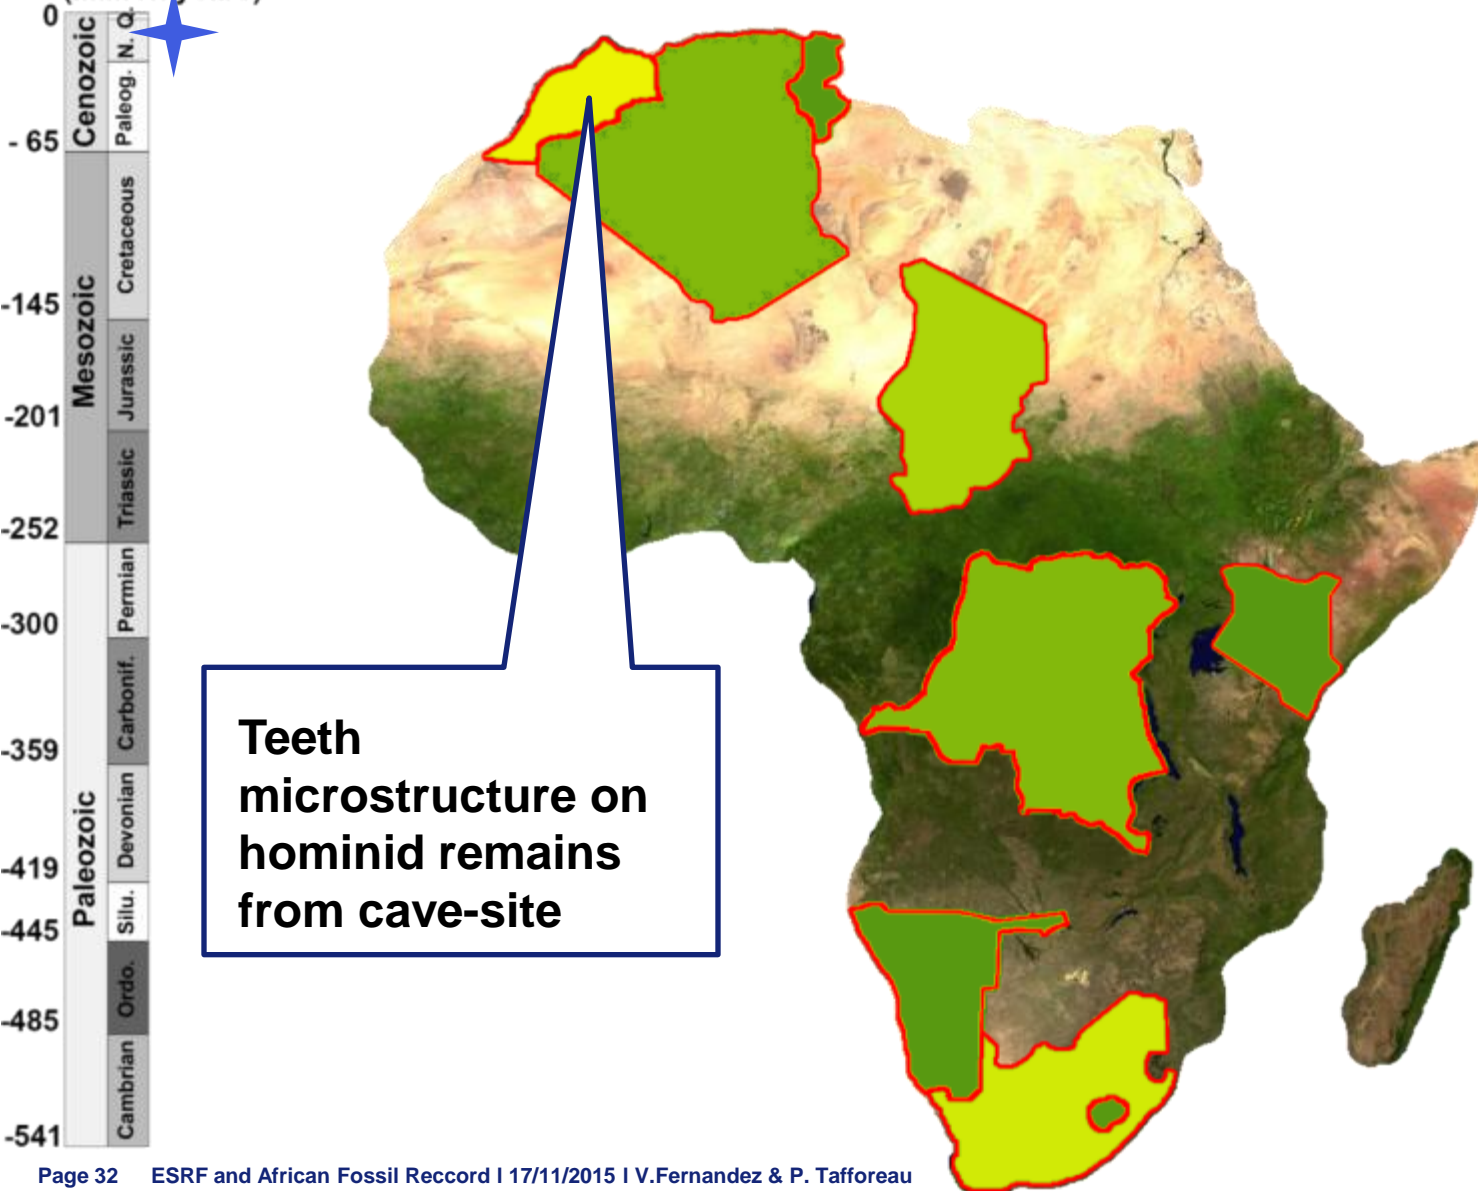 0
- 65
-145
-201
-252
-300
-359
-419
-445
-485
-541
Cenozoic
Mesozoic
Paleozoic
Q.
N.
Paleog.
Cretaceous
Jurassic
Triassic
Permian
Carbonif.
Devonian
Silu.
Ordo.
Cambrian
Teeth
microstructure on
hominid remains
from cave-site
Page 32 ESRF and African Fossil Reccord l 17/11/2015 l V.Fernandez & P. Tafforeau